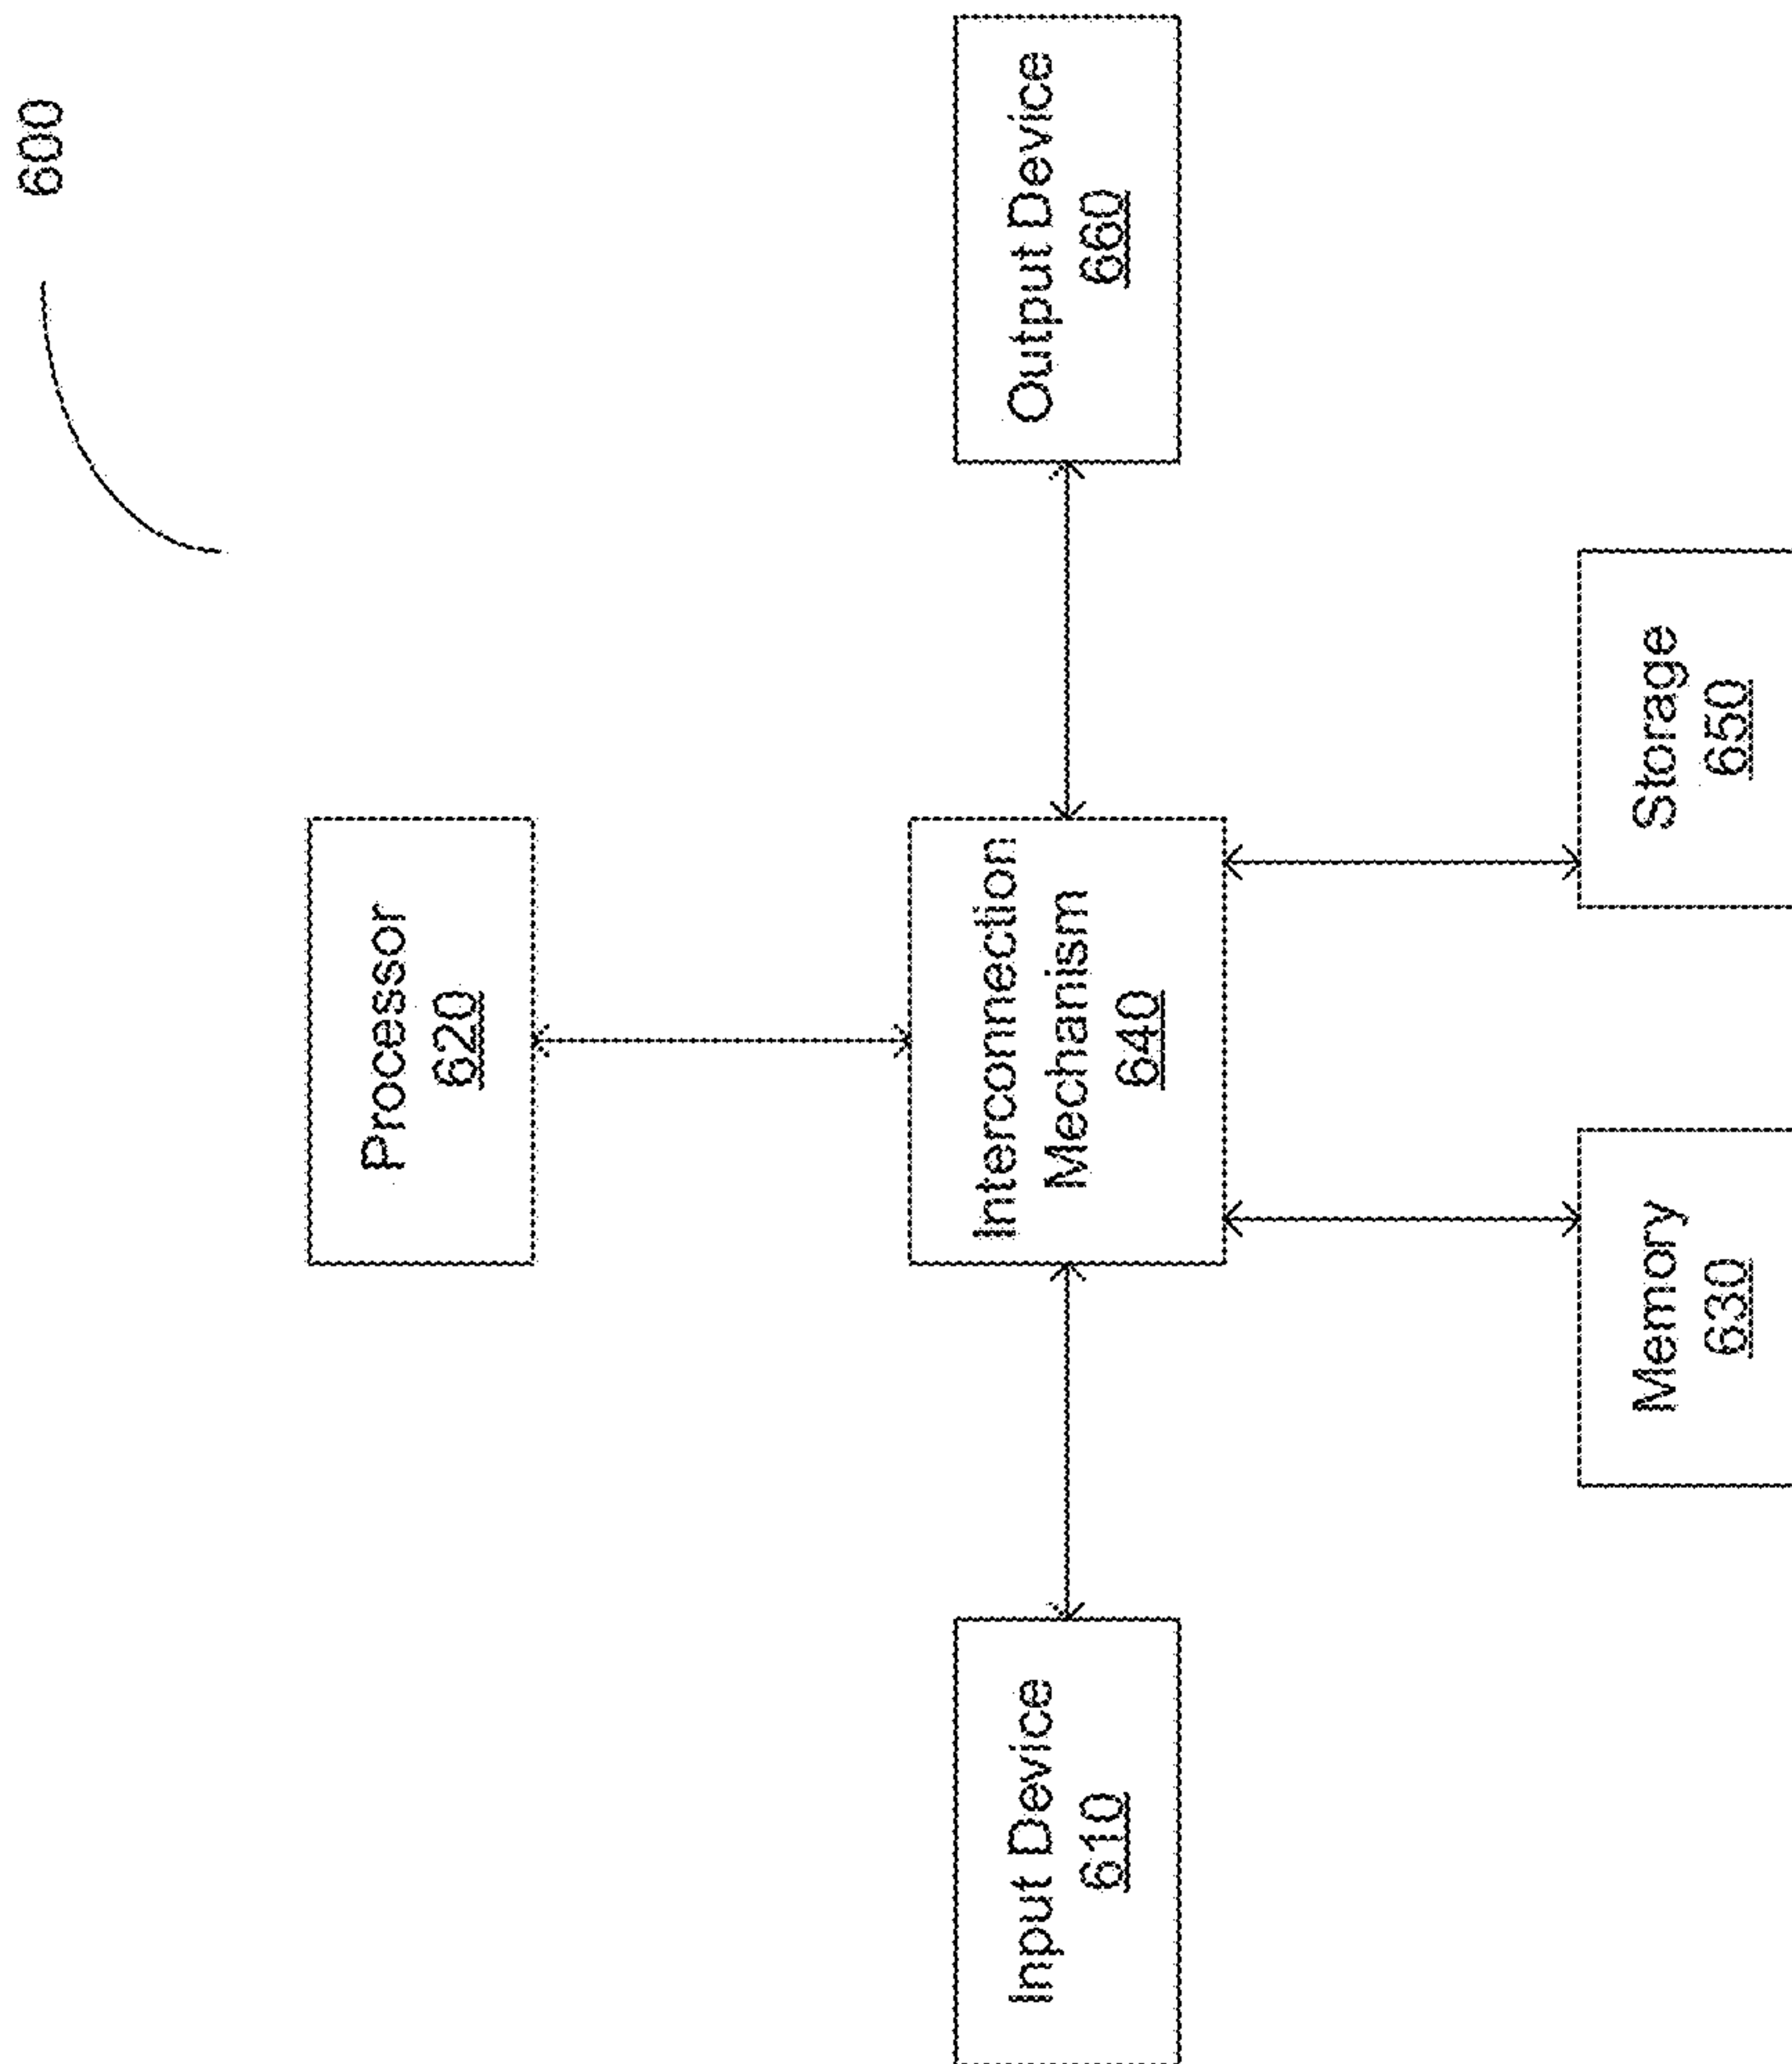 600
Processor
620
Input Device
610
Interconnection
Mechanism
640
Output Device
660
Memory
630
Storage
650